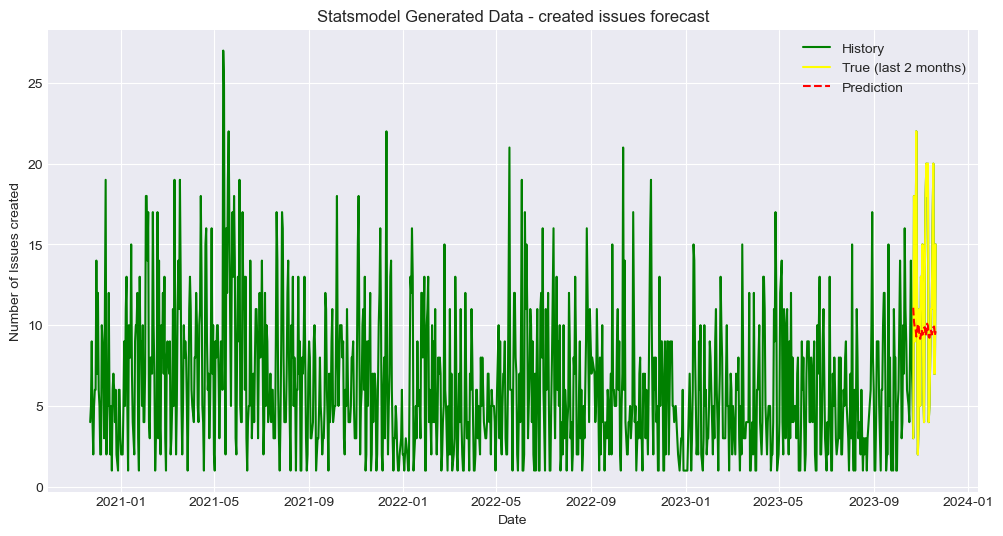 Statsmodel Generated Data - created issues forecast
History
True (last 2 months)
Prediction
Number of Issues created
25
20
15
10
5
0
2021-01 2021-05 2021-09 2022-01 2022-05 2022-09 2023-01 2023-05 2023-09 2024-01
Date